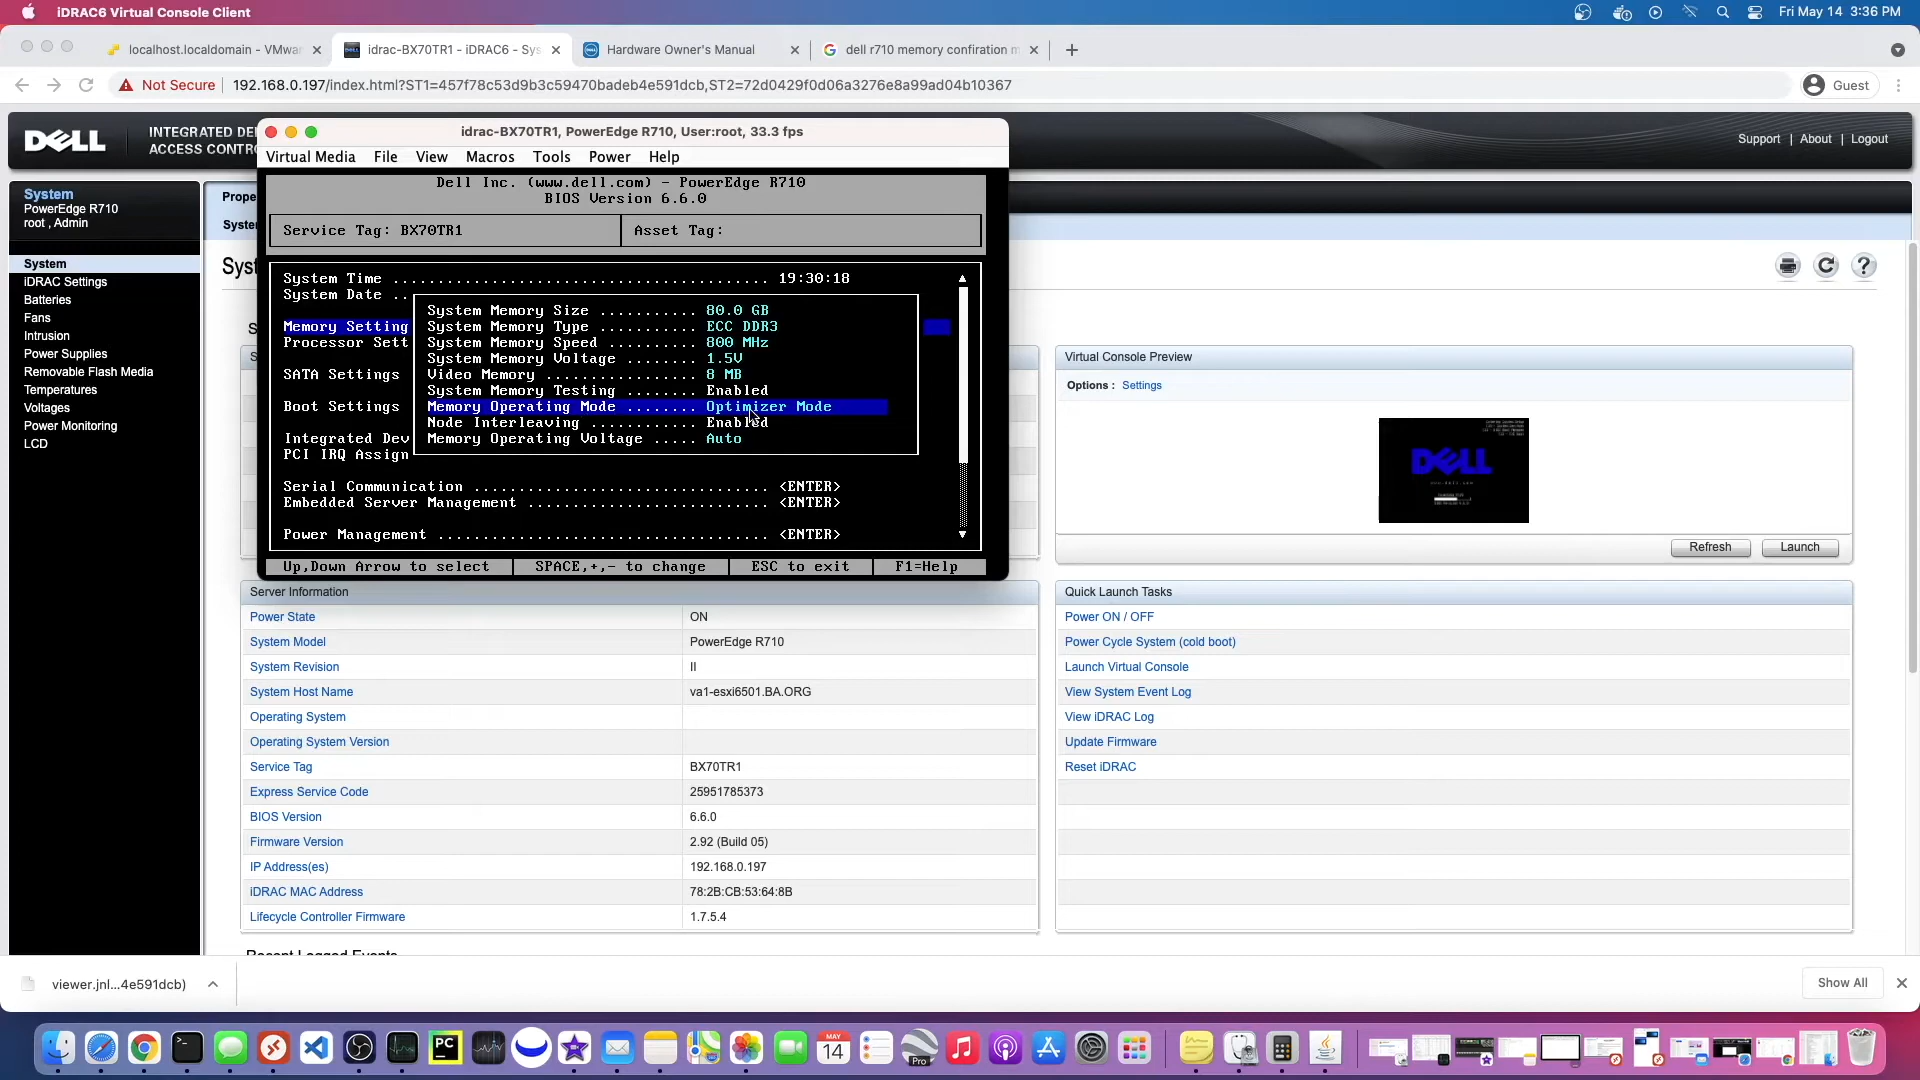 iDRAC6 Virtual Console Client
Fri May 14 3:36 PM
localhost.localdomain - VMwar
idrac-BX70TR1 - iDRAC6 - Sys
Hardware Owner's Manual
dell r710 memory confiration m
Not Secure
192.168.0.197/index.html?ST1=457f78c53d9b3c59470badeb4e591dcb,ST2=72d0429f0d06a3276e8a99ad04b10367
Guest
DELL
INTEGRATED DE
ACCESS CONTRO
Support | About | Logout
System
PowerEdge R710
root , Admin
System
iDRAC Settings
Batteries
Fans
Intrusion
Power Supplies
Removable Flash Media
Temperatures
Voltages
Power Monitoring
LCD
Prope
Syste
Syst
idrac-BX70TR1, PowerEdge R710, User:root, 33.3 fps
Virtual Media File View Macros Tools Power Help
Dell Inc. (www.dell.com) - PowerEdge R710
BIOS Version 6.6.0
Service Tag: BX70TR1
Asset Tag:
System Time .......................................... 19:30:18
System Date ..
Memory Setting
Processor Sett
SATA Settings
Boot Settings
Integrated Dev
PCI IRQ Assign
System Memory Size ........... 80.0 GB
System Memory Type ........... ECC DDR3
System Memory Speed .......... 800 MHz
System Memory Voltage ........ 1.5V
Video Memory ................. 8 MB
System Memory Testing ........ Enabled
Memory Operating Mode ........ Optimizer Mode
Node Interleaving ............ Enabled
Memory Operating Voltage ..... Auto
Serial Communication ................................. <ENTER>
Embedded Server Management ........................... <ENTER>
Power Management ..................................... <ENTER>
Up,Down Arrow to select
SPACE,+,- to change
ESC to exit
F1=Help
Virtual Console Preview
Options : Settings
DELL
Refresh
Launch
Server Information
Power State ON
System Model PowerEdge R710
System Revision II
System Host Name va1-esxi6501.BA.ORG
Operating System
Operating System Version
Service Tag BX70TR1
Express Service Code 25951785373
BIOS Version 6.6.0
Firmware Version 2.92 (Build 05)
IP Address(es) 192.168.0.197
iDRAC MAC Address 78:2B:CB:53:64:8B
Lifecycle Controller Firmware 1.7.5.4
Recent Logged Events
Quick Launch Tasks
Power ON / OFF
Power Cycle System (cold boot)
Launch Virtual Console
View System Event Log
View iDRAC Log
Update Firmware
Reset iDRAC
viewer.jnl...4e591dcb)
Show All
PC
MAY
14
Pro